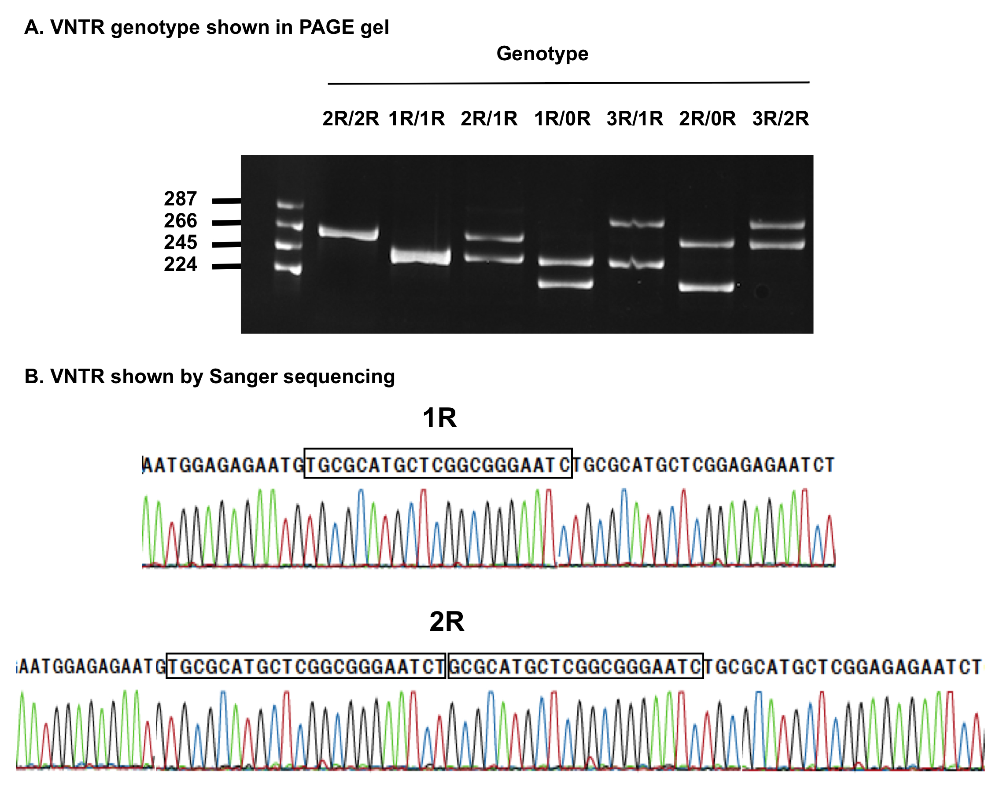 A. VNTR genotype shown in PAGE gel
Genotype
2R/2R 1R/1R 2R/1R 1R/0R 3R/1R 2R/0R 3R/2R
287
266
245
224
B. VNTR shown by Sanger sequencing
1R
AATGGAGAGAATGTGCGCATGCTCGGCGGGAATCTGCGCATGCTCGGAGAGAATCT
2R
AATGGAGAGAATGTGCGCATGCTCGGCGGGAATCTGCGCATGCTCGGCGGGAATCTGCGCATGCTCGGAGAGAATCT